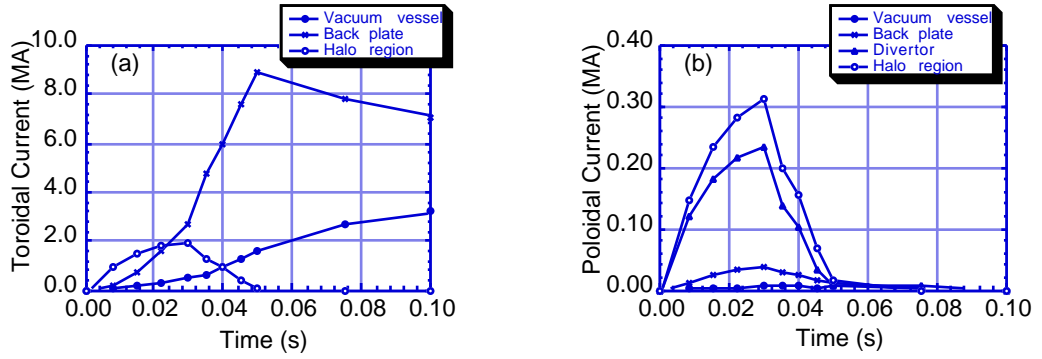 Vacuum vessel
Back plate
Halo region
(a)
10.0
8.0
6.0
4.0
2.0
0.0
Toroidal Current (MA)
0.00 0.02 0.04 0.06 0.08 0.10
Time (s)
Vacuum vessel
Back plate
Divertor
Halo region
(b)
0.40
0.30
0.20
0.10
0.00
Poloidal Current (MA)
0.00 0.02 0.04 0.06 0.08 0.10
Time (s)